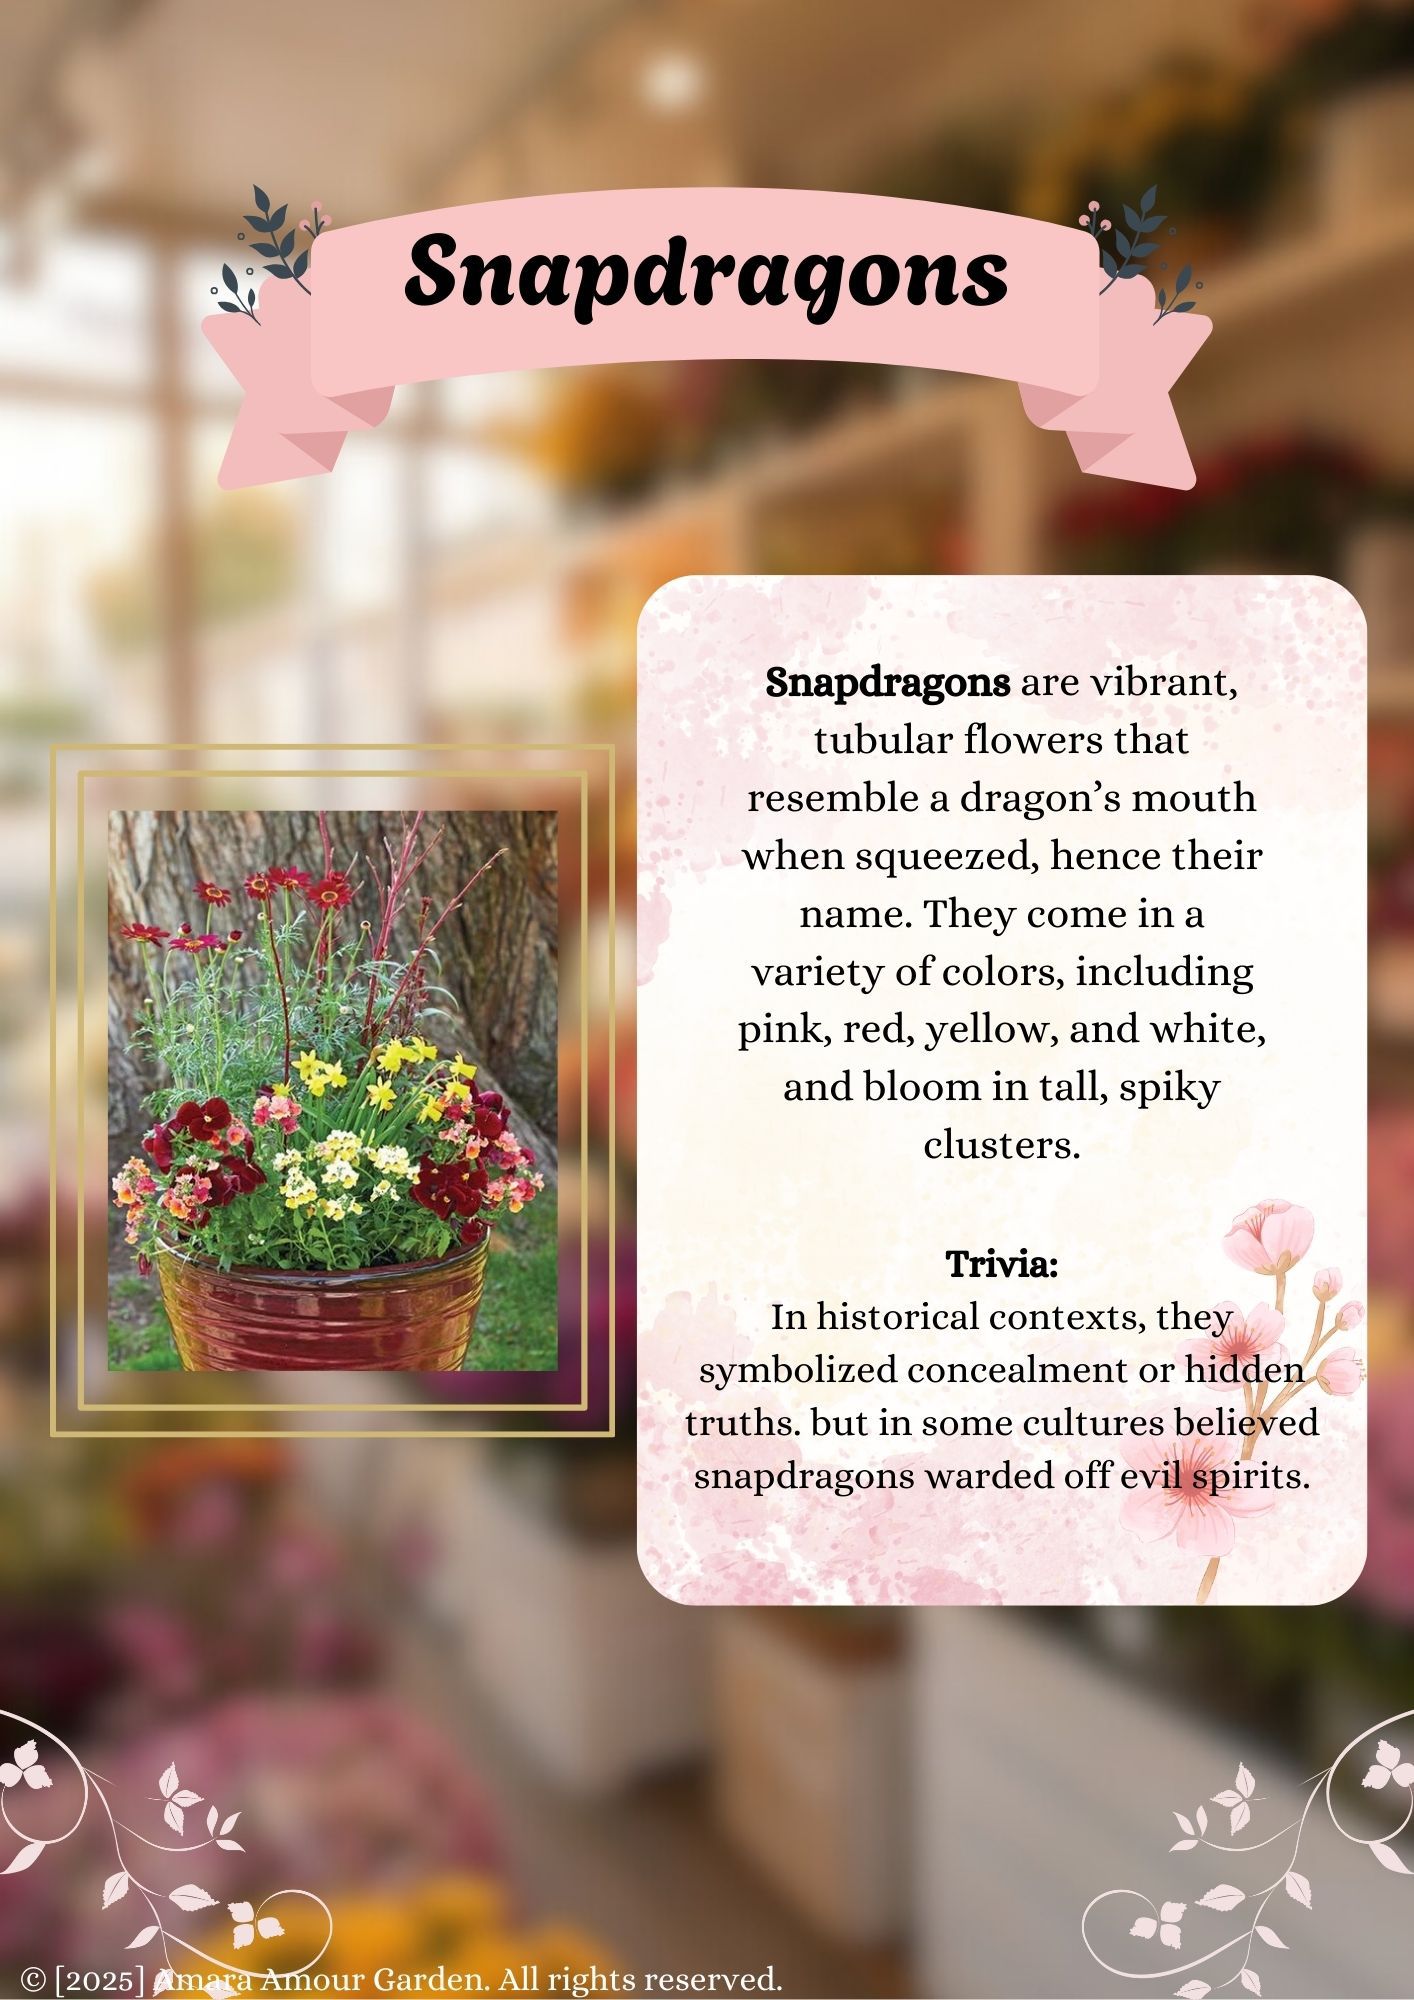 Snapdragons
Snapdragons are vibrant,
tubular flowers that
resemble a dragon’s mouth
when squeezed, hence their
name. They come in a
variety of colors, including
pink, red, yellow, and white,
and bloom in tall, spiky
clusters.
Trivia:
In historical contexts, they
symbolized concealment or hidden
truths. but in some cultures believed
snapdragons warded off evil spirits.
© [2025] Amara Amour Garden. All rights reserved.